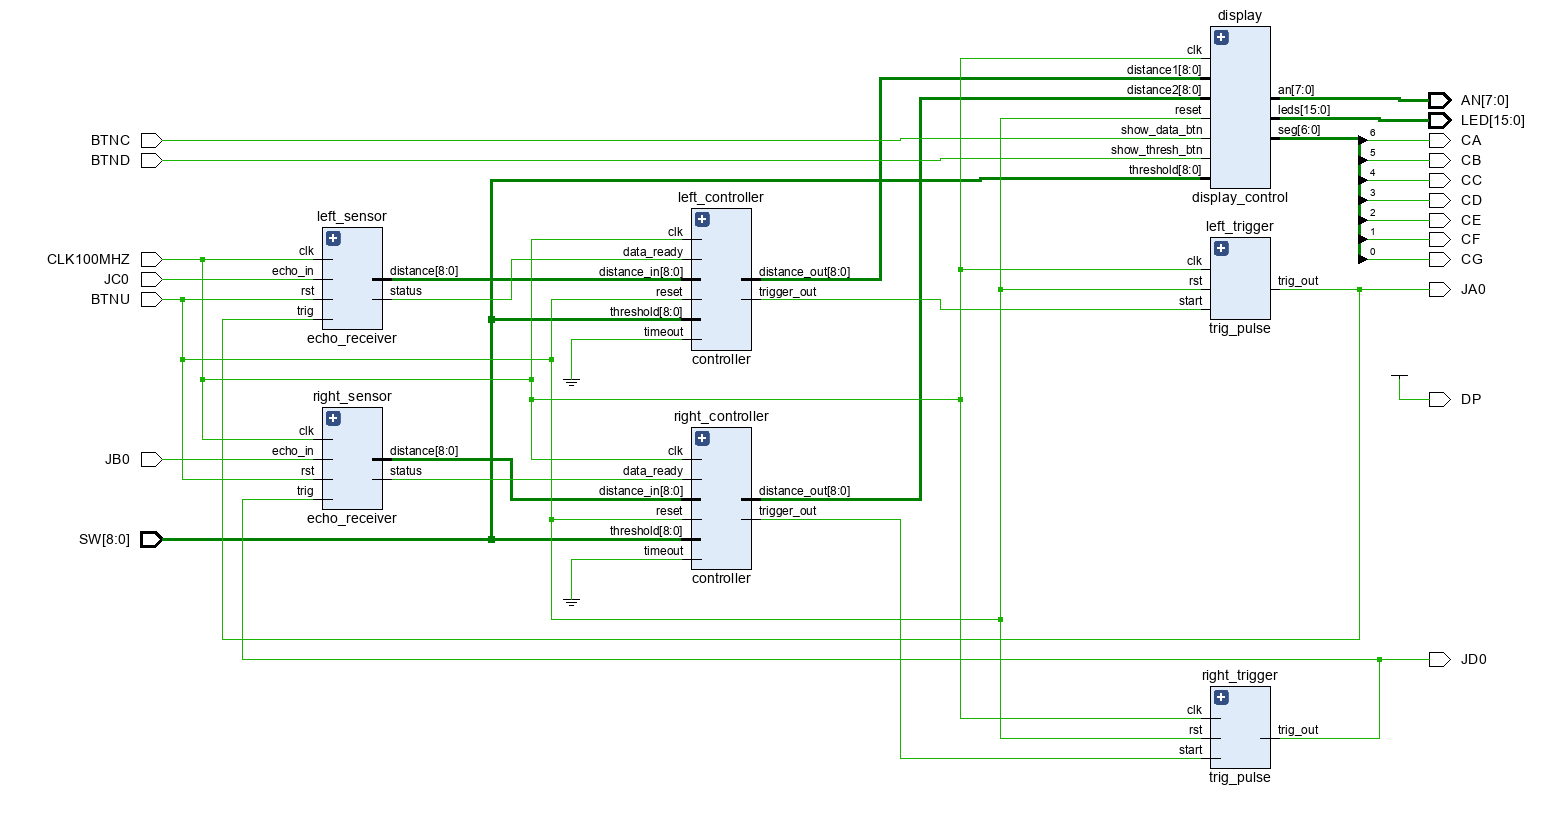 display
clk
distance1[8:0]
distance2[8:0]
reset
show_data_btn
show_thresh_btn
threshold[8:0]
an[7:0]
leds[15:0]
seg[6:0]
display_control
AN[7:0]
LED[15:0]
6
CA
5
CB
4
CC
3
CD
2
CE
1
CF
0
CG
BTNC
BTND
CLK100MHZ
JC0
BTNU
left_sensor
clk
echo_in
rst
trig
distance[8:0]
status
echo_receiver
left_controller
clk
data_ready
distance_in[8:0]
reset
threshold[8:0]
timeout
distance_out[8:0]
trigger_out
controller
left_trigger
clk
rst
start
trig_out
trig_pulse
JA0
DP
right_sensor
clk
echo_in
rst
trig
distance[8:0]
status
echo_receiver
JB0
SW[8:0]
right_controller
clk
data_ready
distance_in[8:0]
reset
threshold[8:0]
timeout
distance_out[8:0]
trigger_out
controller
JD0
right_trigger
clk
rst
start
trig_out
trig_pulse